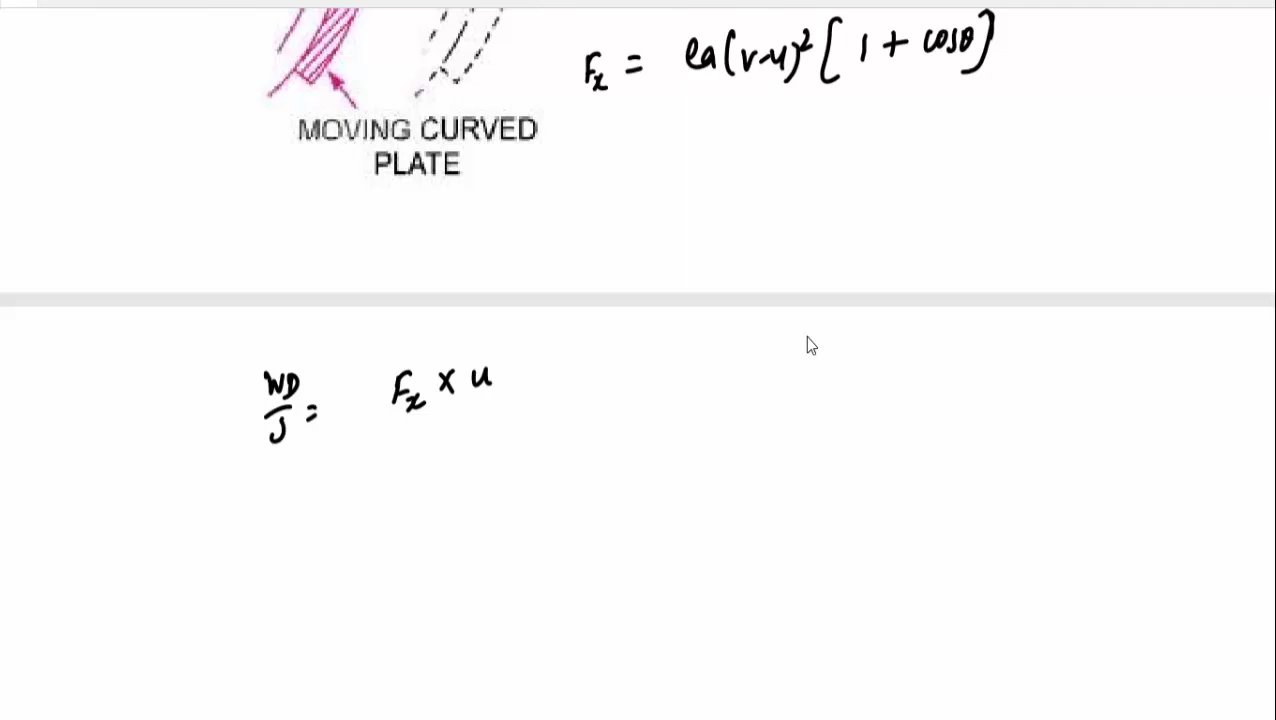 Fx = ρa(v-u)² [1 + cosθ]
MOVING CURVED
PLATE
WD/s = Fx × u